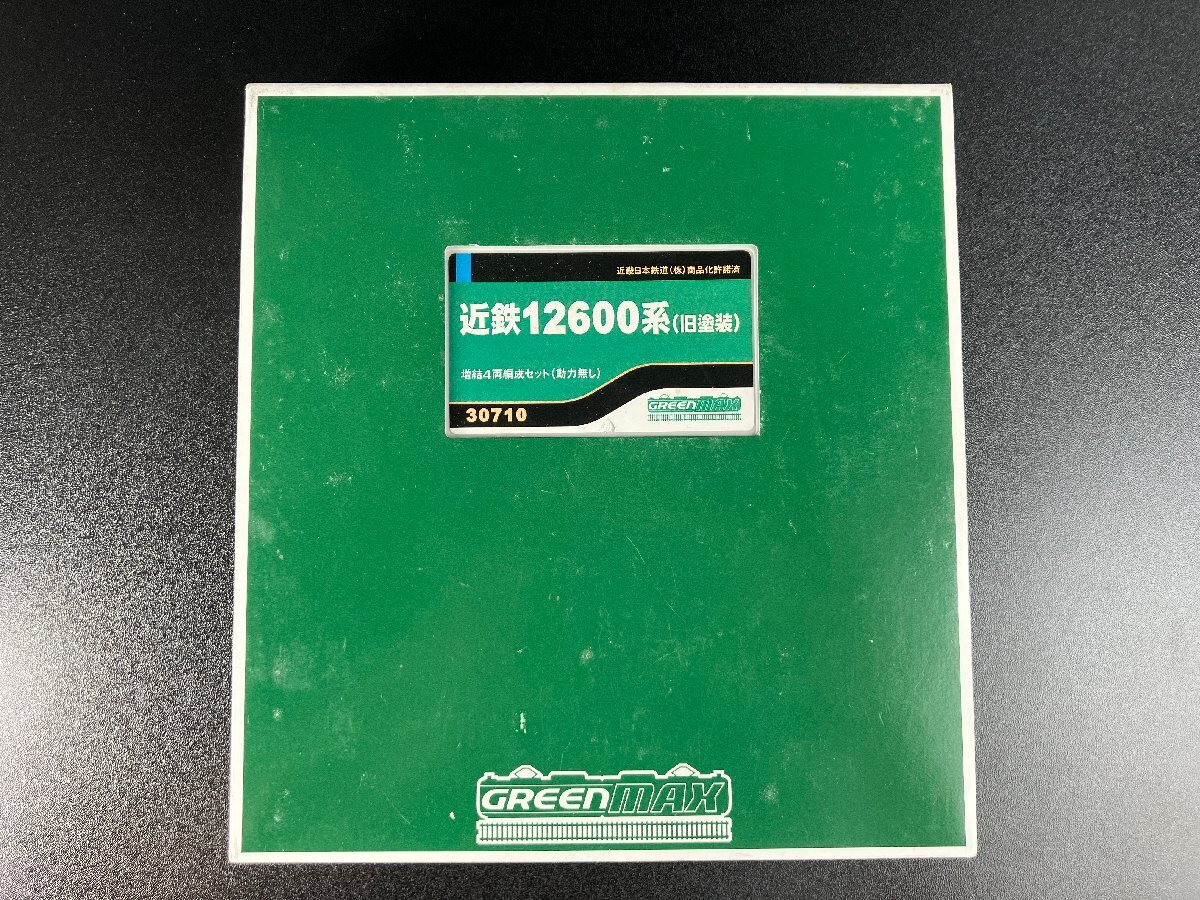 近畿日本鉄道(株)商品化許諾済
近鉄12600系(旧塗装)
増結4両編成セット(動力無し)
30710
GREENMAX
GREENMAX